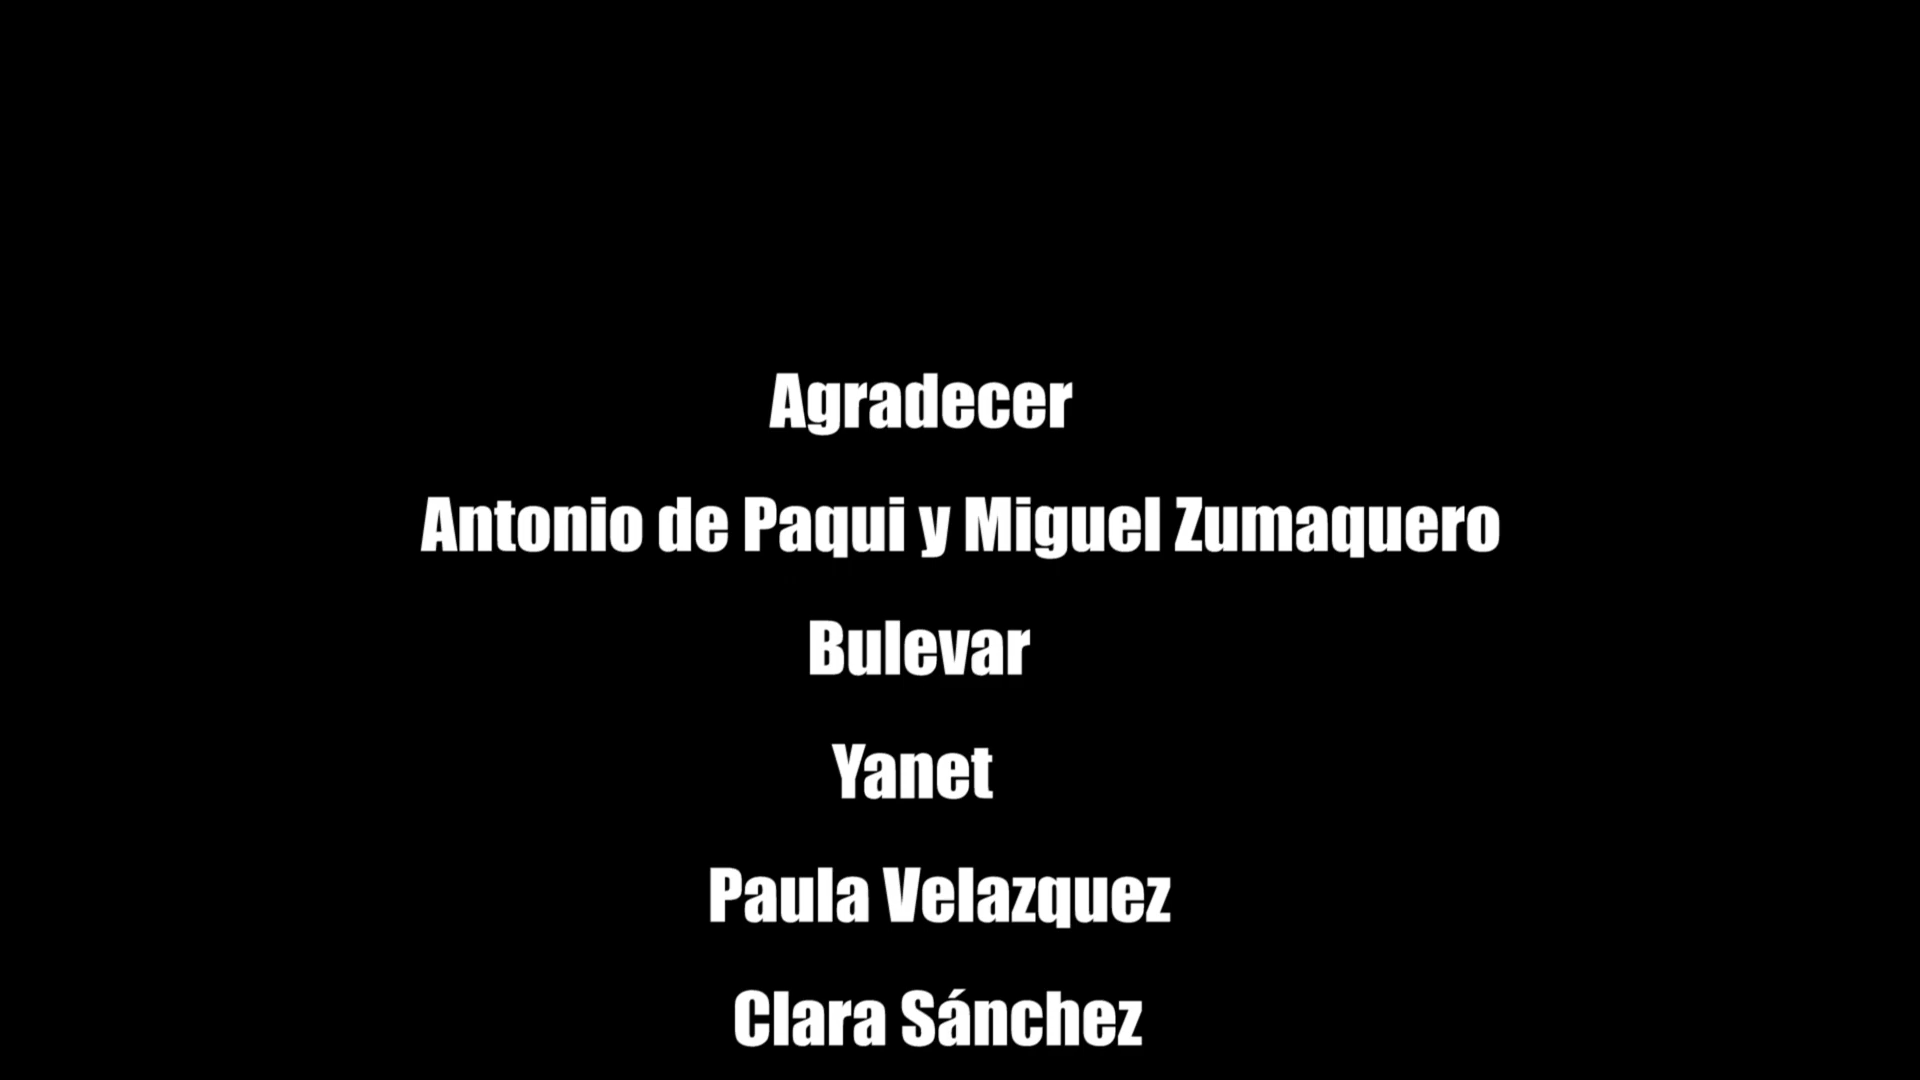 Agradecer
Antonio de Paqui y Miguel Zumaquero
Bulevar
Yanet
Paula Velazquez
Clara Sánchez